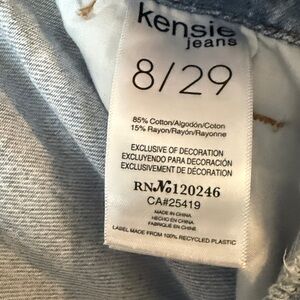 kensie
jeans
8/29
85% Cotton/Algodón/Coton
15% Rayon/Rayón/Rayonne
EXCLUSIVE OF DECORATION
EXCLUYENDO PARA DECORACIÓN
EXCLUSIVEMENT DE DÉCORATION
RN№120246
CA#25419
MADE IN CHINA
HECHO EN CHINA
FABRIQUÉ EN CHINE
LABEL MADE FROM 100% RECYCLED PLASTIC